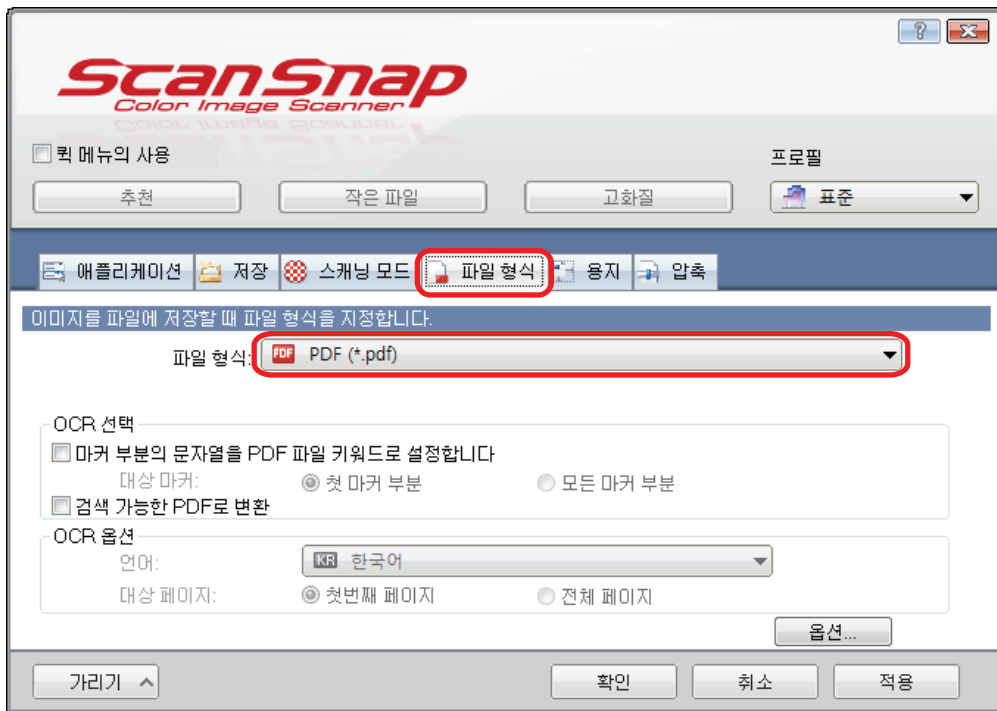 ScanSnap
Color Image Scanner
퀵 메뉴의 사용
프로필
추천 작은 파일 고화질 표준
애플리케이션 저장 스캐닝 모드 파일 형식 용지 압축
이미지를 파일에 저장할 때 파일 형식을 지정합니다.
파일 형식: PDF PDF (*.pdf)
OCR 선택
마커 부분의 문자열을 PDF 파일 키워드로 설정합니다
대상 마커: 첫 마커 부분 모든 마커 부분
검색 가능한 PDF로 변환
OCR 옵션
언어: KR 한국어
대상 페이지: 첫번째 페이지 전체 페이지
옵션...
가리기 확인 취소 적용